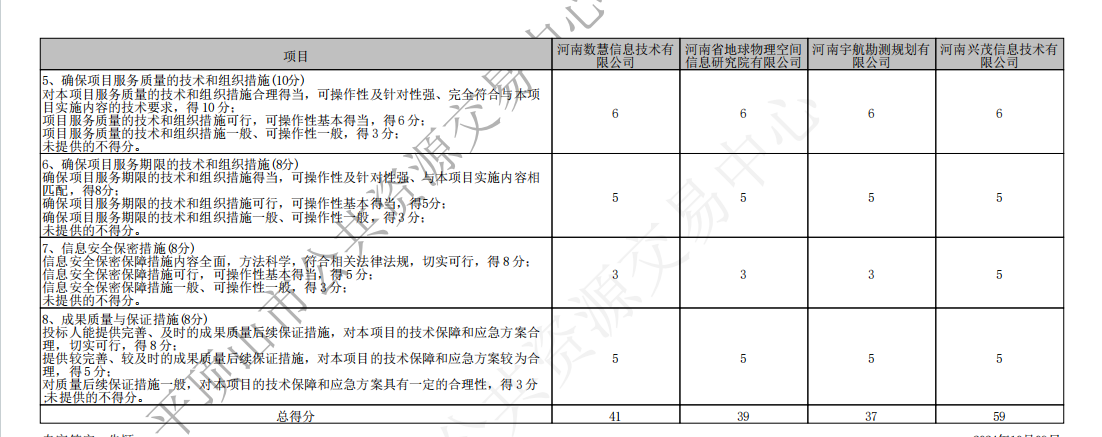 项目
河南数慧信息技术有
限公司
河南省地球物理空间
信息研究院有限公司
河南宇航勘测规划有
限公司
河南兴茂信息技术有
限公司
5、确保项目服务质量的技术和组织措施(10分)
对本项目服务质量的技术和组织措施合理得当，可操作性及针对性强、完全符合与本项
目实施内容的技术要求，得10分；
项目服务质量的技术和组织措施可行，可操作性基本得当，得6分；
项目服务质量的技术和组织措施一般、可操作性一般，得3分；
未提供的不得分。
6 6 6 6
6、确保项目服务期限的技术和组织措施(8分)
确保项目服务期限的技术和组织措施得当，可操作性及针对性强、与本项目实施内容相
匹配，得8分；
确保项目服务期限的技术和组织措施可行，可操作性基本得当，得5分；
确保项目服务期限的技术和组织措施一般、可操作性一般，得3分；
未提供的不得分。
5 5 5 5
7、信息安全保密措施(8分)
信息安全保密保障措施内容全面，方法科学，符合相关法律法规，切实可行，得8分；
信息安全保密保障措施可行，可操作性基本得当，得5分；
信息安全保密保障措施一般、可操作性一般，得3分；
未提供的不得分。
3 3 3 5
8、成果质量与保证措施(8分)
投标人能提供完善、及时的成果质量后续保证措施，对本项目的技术保障和应急方案合
理，切实可行，得8分；
提供较完善、较及时的成果质量后续保证措施，对本项目的技术保障和应急方案较为合
理，得5分；
对质量后续保证措施一般，对本项目的技术保障和应急方案具有一定的合理性，得3分
;未提供的不得分。
5 5 5 5
总得分 41 39 37 59
平顶山市公共资源交易中心
公共资源交易中心